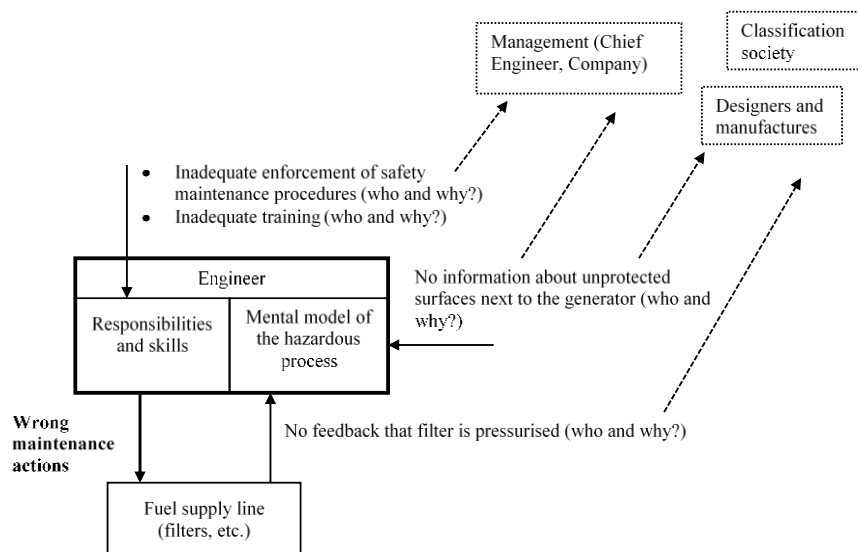 Classification
society
Management (Chief
Engineer, Company)
Designers and
manufactures
• Inadequate enforcement of safety
maintenance procedures (who and why?)
• Inadequate training (who and why?)
Engineer
Responsibilities
and skills
Mental model of
the hazardous
process
No information about unprotected
surfaces next to the generator (who and
why?)
Wrong
maintenance
actions
No feedback that filter is pressurised (who and why?)
Fuel supply line
(filters, etc.)